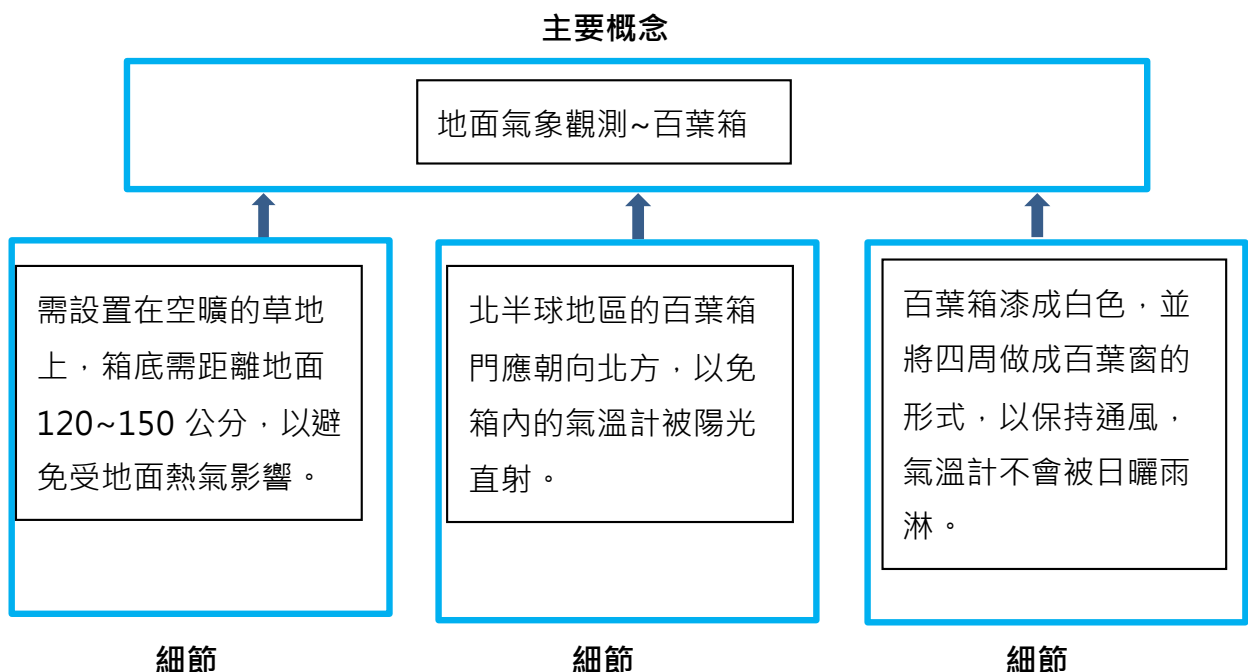 主要概念
地面氣象觀測~百葉箱
需設置在空曠的草地
上，箱底需距離地面
120~150 公分，以避
免受地面熱氣影響。
北半球地區的百葉箱
門應朝向北方，以免
箱內的氣溫計被陽光
直射。
百葉箱漆成白色，並
將四周做成百葉窗的
形式，以保持通風，
氣溫計不會被日曬雨
淋。
細節
細節
細節